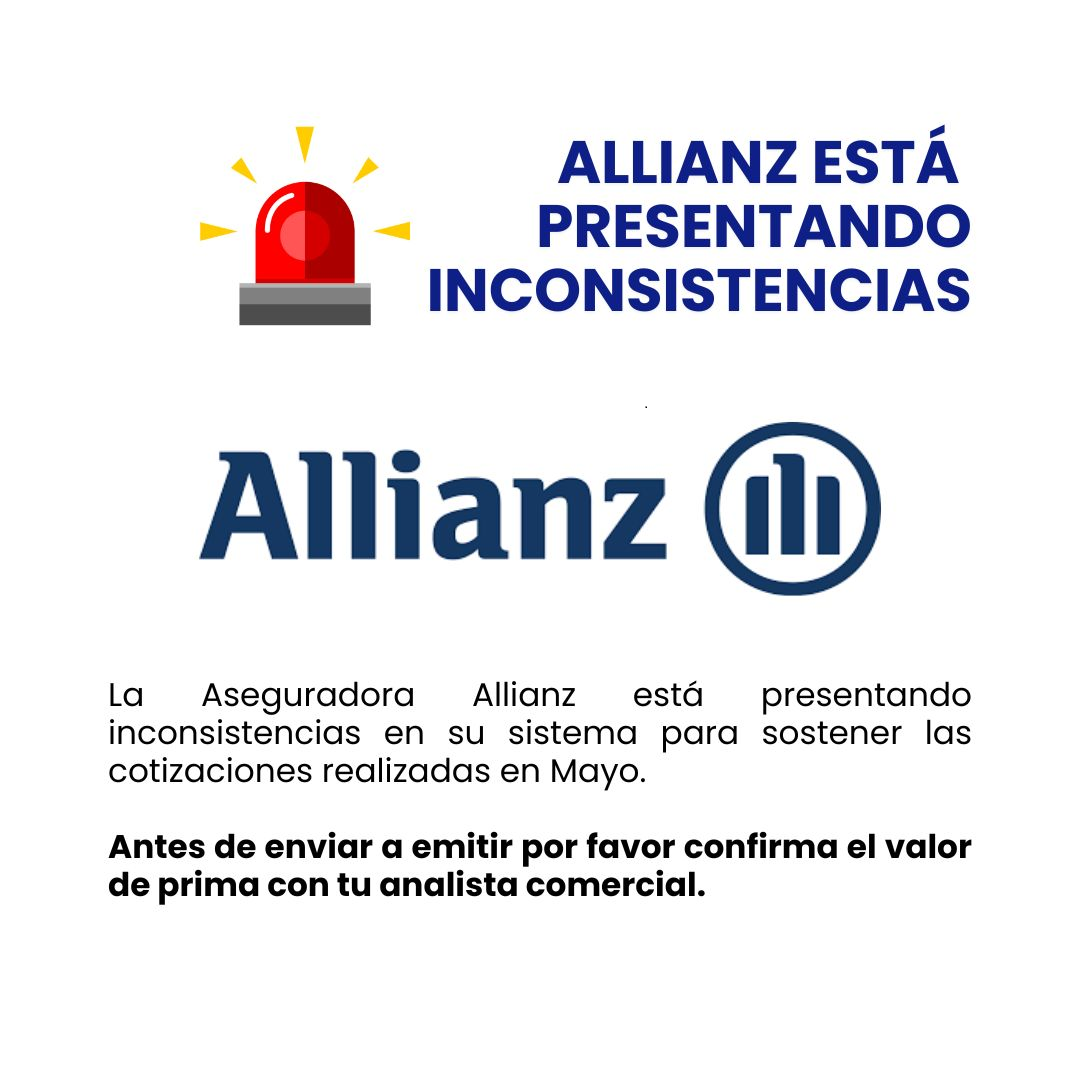 ALLIANZ ESTÁ
PRESENTANDO
INCONSISTENCIAS
.
Allianz
La Aseguradora Allianz está presentando
inconsistencias en su sistema para sostener las
cotizaciones realizadas en Mayo.
Antes de enviar a emitir por favor confirma el valor
de prima con tu analista comercial.